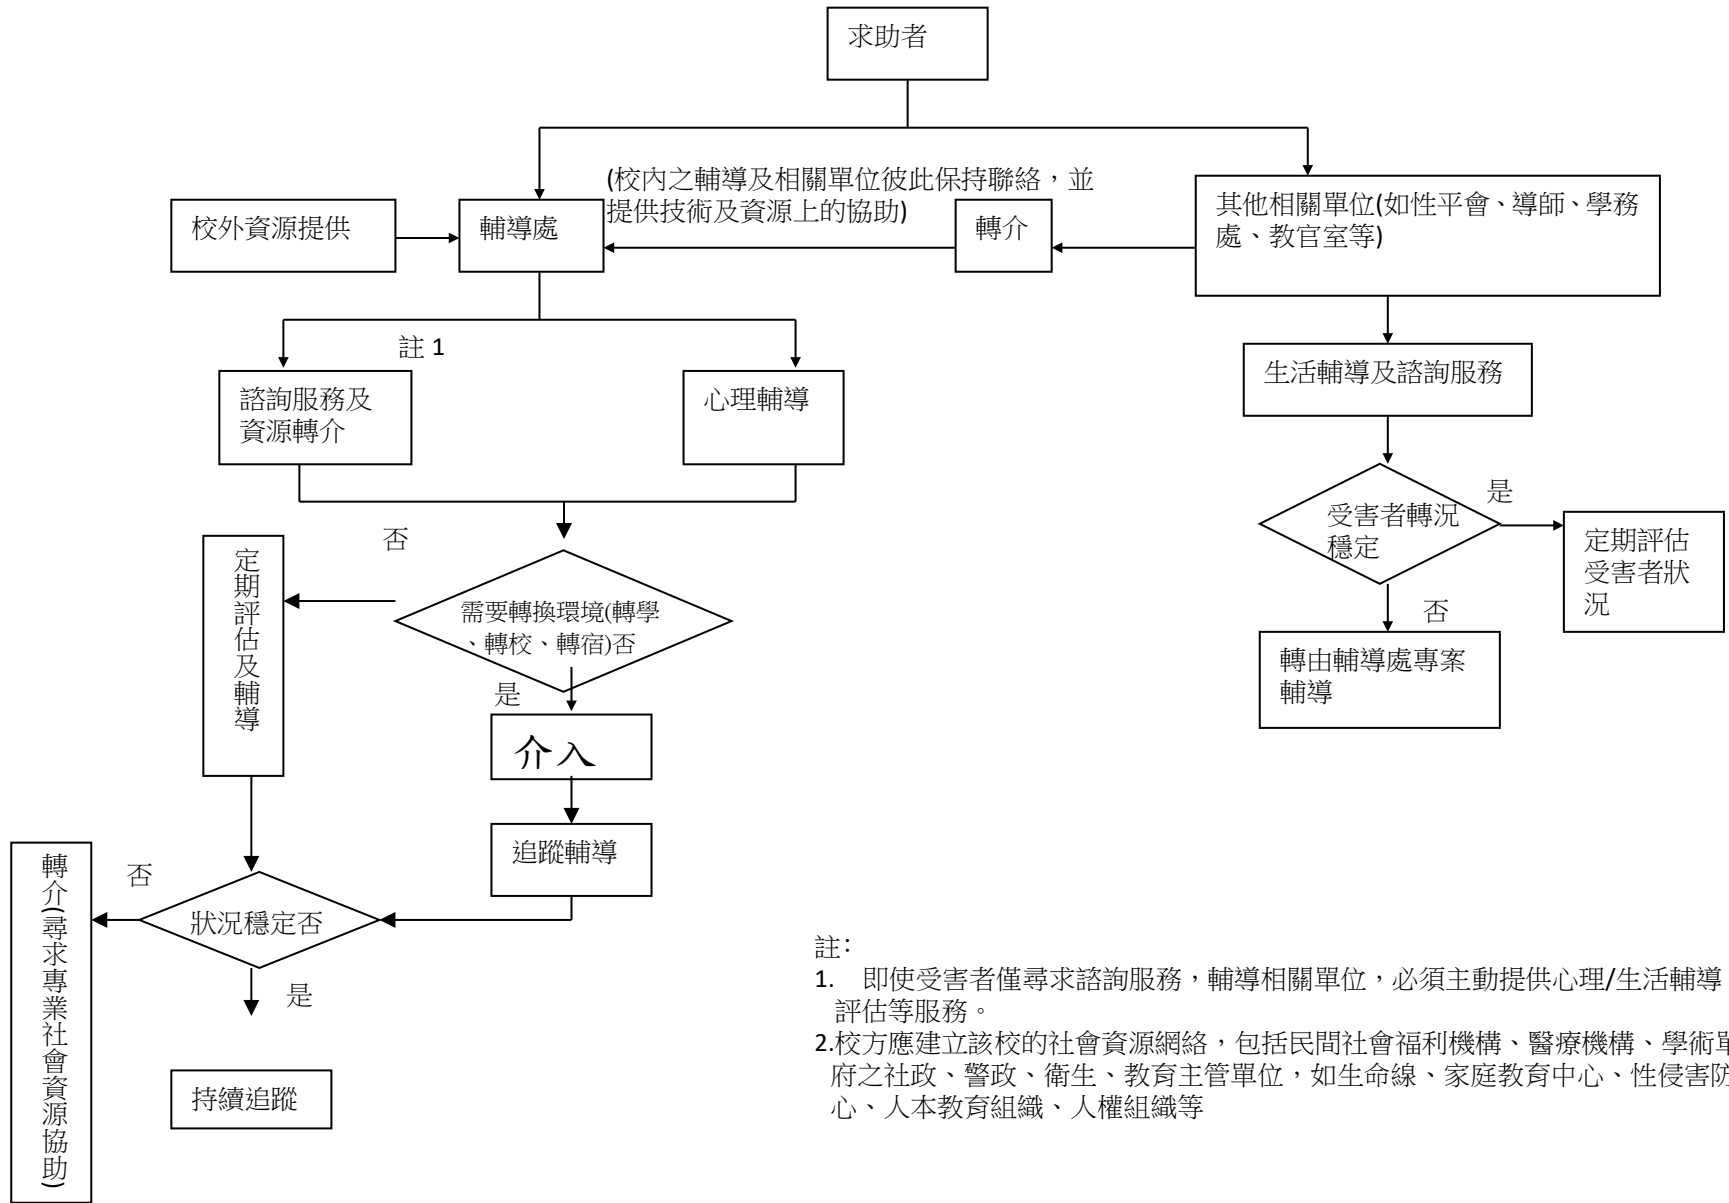 求助者
(校內之輔導及相關單位彼此保持聯絡，並
提供技術及資源上的協助)
校外資源提供
輔導處
轉介
其他相關單位(如性平會、導師、學務
處、教官室等)
註 1
諮詢服務及
資源轉介
心理輔導
生活輔導及諮詢服務
受害者轉況
穩定
是
定期評估
受害者狀
況
否
轉由輔導處專案
輔導
否
定期評估及輔導
需要轉換環境(轉學
、轉校、轉宿)否
是
介入
追蹤輔導
狀況穩定否
否
轉介(尋求專業社會資源協助)
是
持續追蹤
註：
1. 即使受害者僅尋求諮詢服務，輔導相關單位，必須主動提供心理/生活輔導
評估等服務。
2.校方應建立該校的社會資源網絡，包括民間社會福利機構、醫療機構、學術
府之社政、警政、衛生、教育主管單位，如生命線、家庭教育中心、性侵害
心、人本教育組織、人權組織等